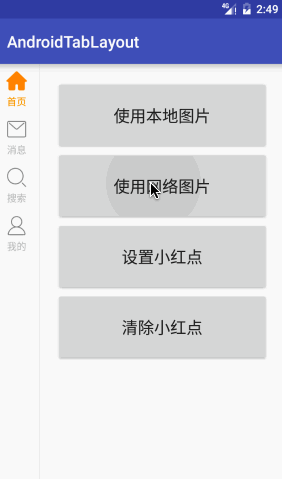 4G 2:49
AndroidTabLayout
首页
消息
搜索
我的
使用本地图片
使用网络图片
设置小红点
清除小红点